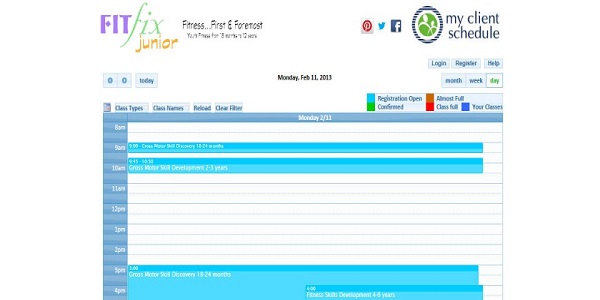 FITfix junior
Fitness...First & Foremost
Youth Fitness from 18 months to 12 years
my client schedule
Login Register Help
today
Monday, Feb 11, 2013
month week day
Class Types Class Names Reload Clear Filter
Registration Open Almost Full
Confirmed Class full Your Classes
Monday 2/11
8am
9am
9:00 - Gross Motor Skill Discovery 18-24 months
9:45 - 10:30
10am
Gross Motor Skill Development 2-3 years
11am
12pm
1pm
2pm
5pm
3:00
Gross Motor Skill Discovery 18-24 months
4pm
4:00
Fitness Skills Development 4-6 years